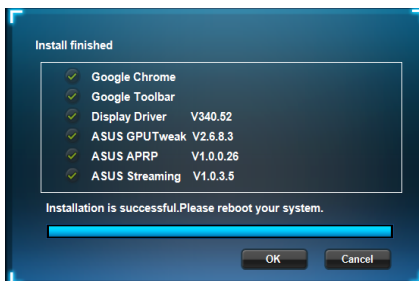 Install finished
Google Chrome
Google Toolbar
Display Driver V340.52
ASUS GPUTweak V2.6.8.3
ASUS APRP V1.0.0.26
ASUS Streaming V1.0.3.5
Installation is successful.Please reboot your system.
OK Cancel